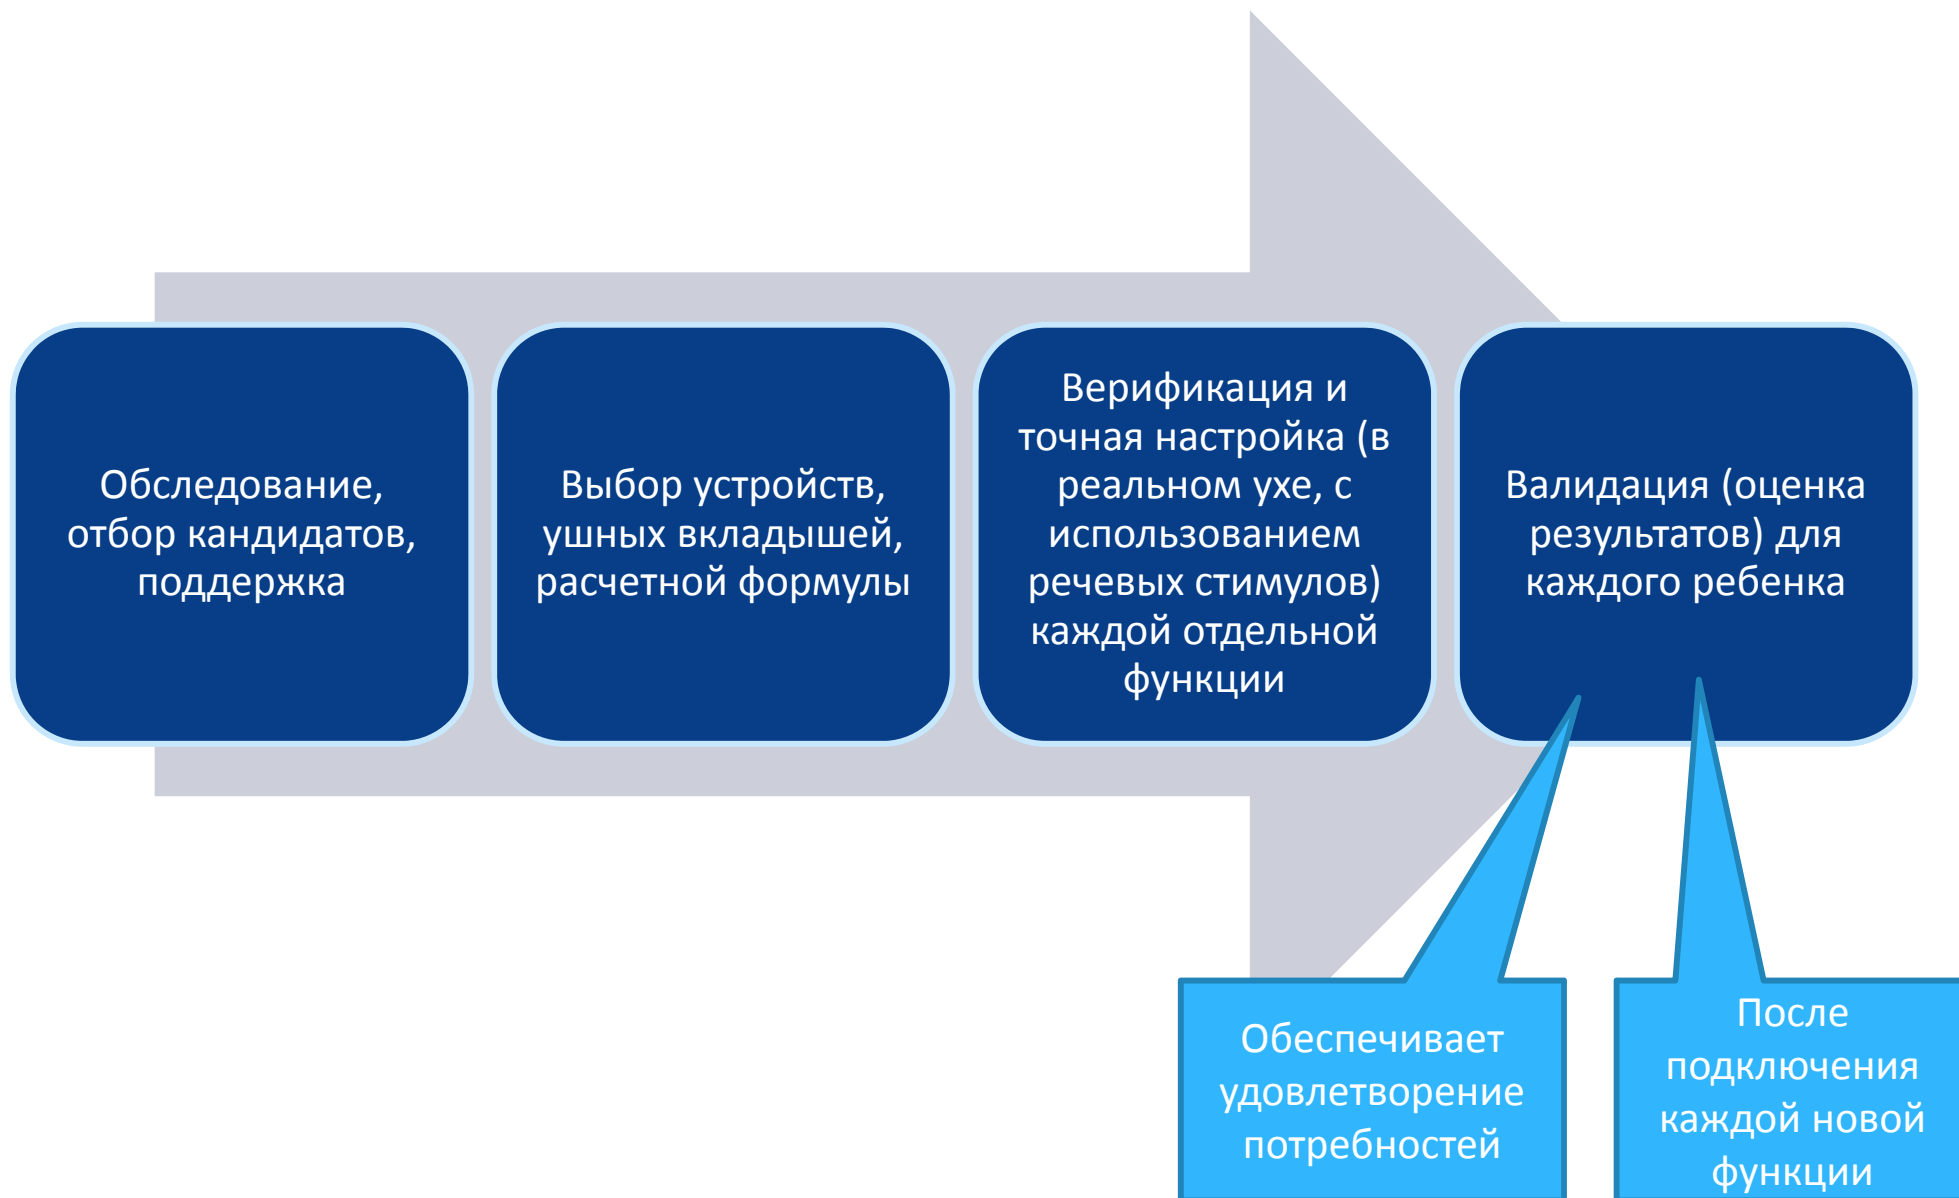 Обследование,
отбор кандидатов,
поддержка
Выбор устройств,
ушных вкладышей,
расчетной формулы
Верификация и
точная настройка (в
реальном ухе, с
использованием
речевых стимулов)
каждой отдельной
функции
Валидация (оценка
результатов) для
каждого ребенка
Обеспечивает
удовлетворение
потребностей
После
подключения
каждой новой
функции